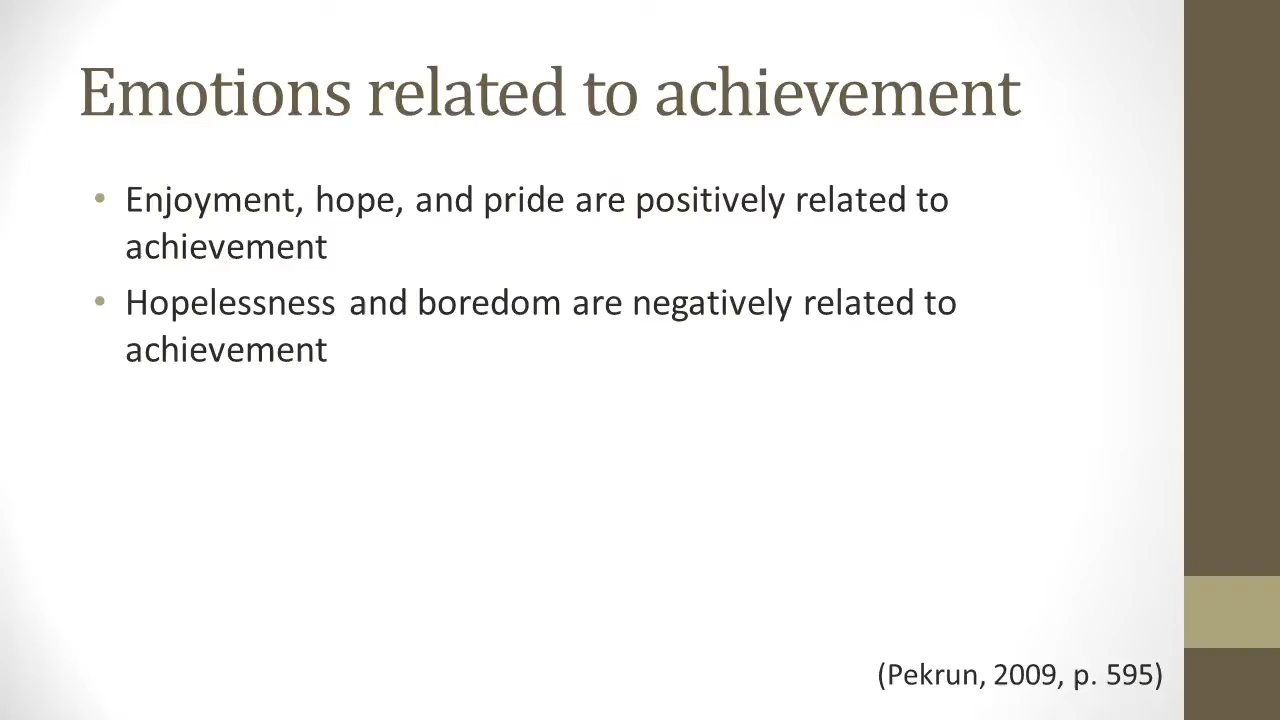 Emotions related to achievement
• Enjoyment, hope, and pride are positively related to
achievement
• Hopelessness and boredom are negatively related to
achievement
(Pekrun, 2009, p. 595)